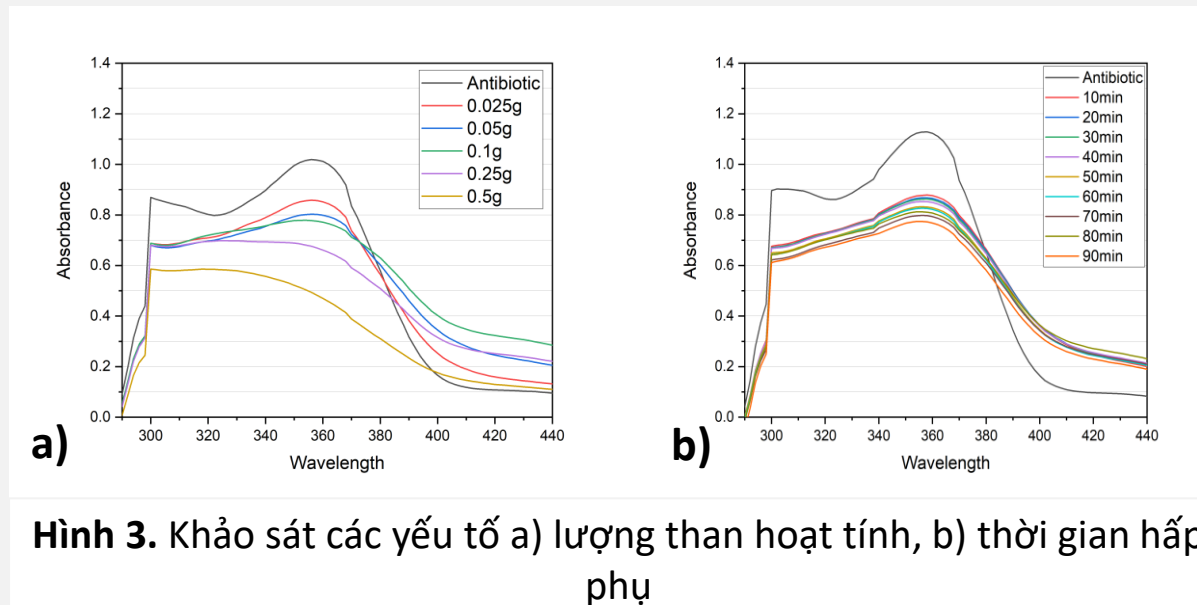 1.4
1.2
1.0
0.8
0.6
0.4
0.2
0.0
Absorbance
300 320 340 360 380 400 420 440
Wavelength
Antibiotic
0.025g
0.05g
0.1g
0.25g
0.5g
a)
1.4
1.2
1.0
0.8
0.6
0.4
0.2
0.0
Absorbance
300 320 340 360 380 400 420 440
Wavelength
Antibiotic
10min
20min
30min
40min
50min
60min
70min
80min
90min
b)
Hình 3. Khảo sát các yếu tố a) lượng than hoạt tính, b) thời gian hấp
phụ